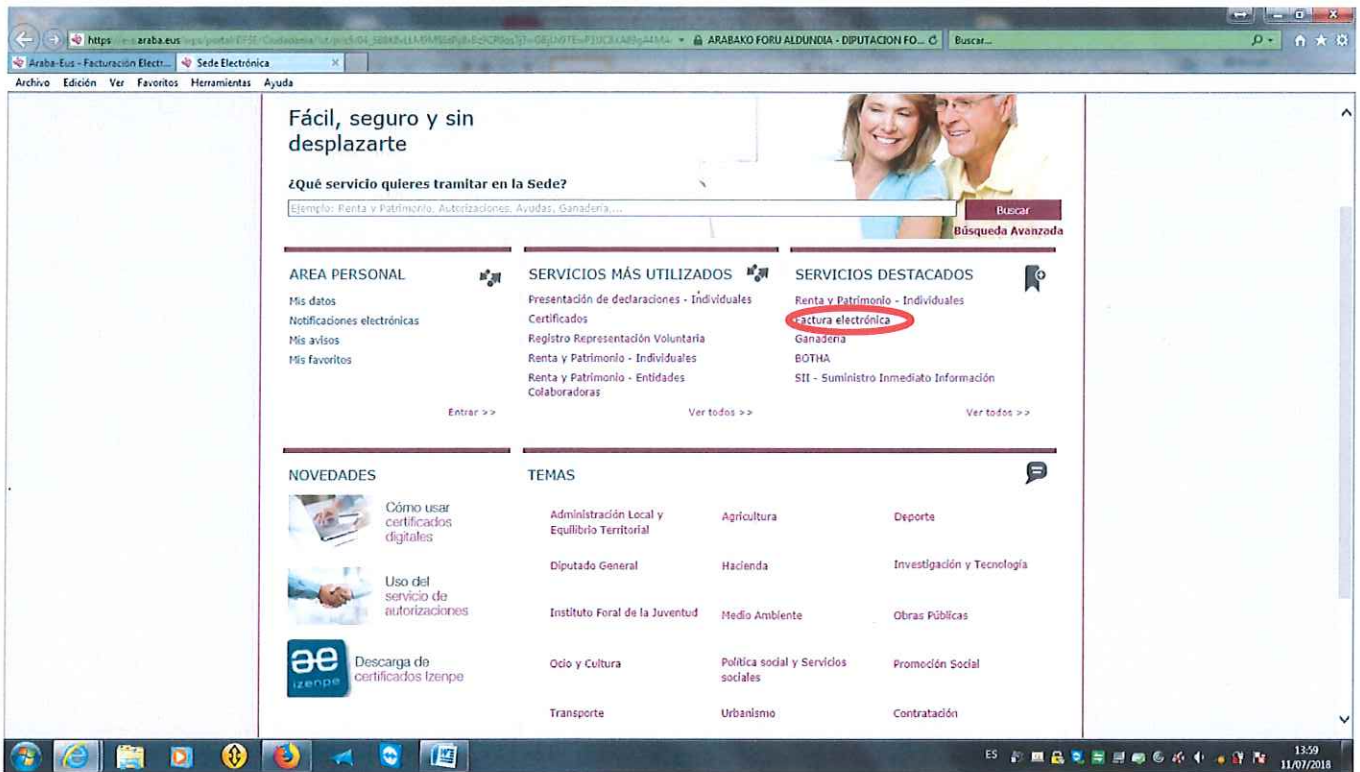 https
araba.eus
ARABAKO FORU ALDUNDIA - DIPUTACION FO...
Buscar...
Araba-Eus - Facturación Electr...
Sede Electrónica
Archivo Edición Ver Favoritos Herramientas Ayuda
Fácil, seguro y sin
desplazarte
¿Qué servicio quieres tramitar en la Sede?
Ejemplo: Renta y Patrimonio, Autorizaciones, Ayudas, Ganadería,...
Buscar
Búsqueda Avanzada
AREA PERSONAL
Mis datos
Notificaciones electrónicas
Mis avisos
Mis favoritos
Entrar >>
SERVICIOS MÁS UTILIZADOS
Presentación de declaraciones - Individuales
Certificados
Registro Representación Voluntaria
Renta y Patrimonio - Individuales
Renta y Patrimonio - Entidades
Colaboradoras
Ver todos >>
SERVICIOS DESTACADOS
Renta y Patrimonio - Individuales
Factura electrónica
Ganadería
BOTHA
SII - Suministro Inmediato Información
Ver todos >>
NOVEDADES
Cómo usar
certificados
digitales
Uso del
servicio de
autorizaciones
izenpe
Descarga de
certificados Izenpe
TEMAS
Administración Local y
Equilibrio Territorial
Agricultura
Deporte
Diputado General
Hacienda
Investigación y Tecnología
Instituto Foral de la Juventud
Medio Ambiente
Obras Públicas
Ocio y Cultura
Política social y Servicios
sociales
Promoción Social
Transporte
Urbanismo
Contratación
ES
13:59
11/07/2018